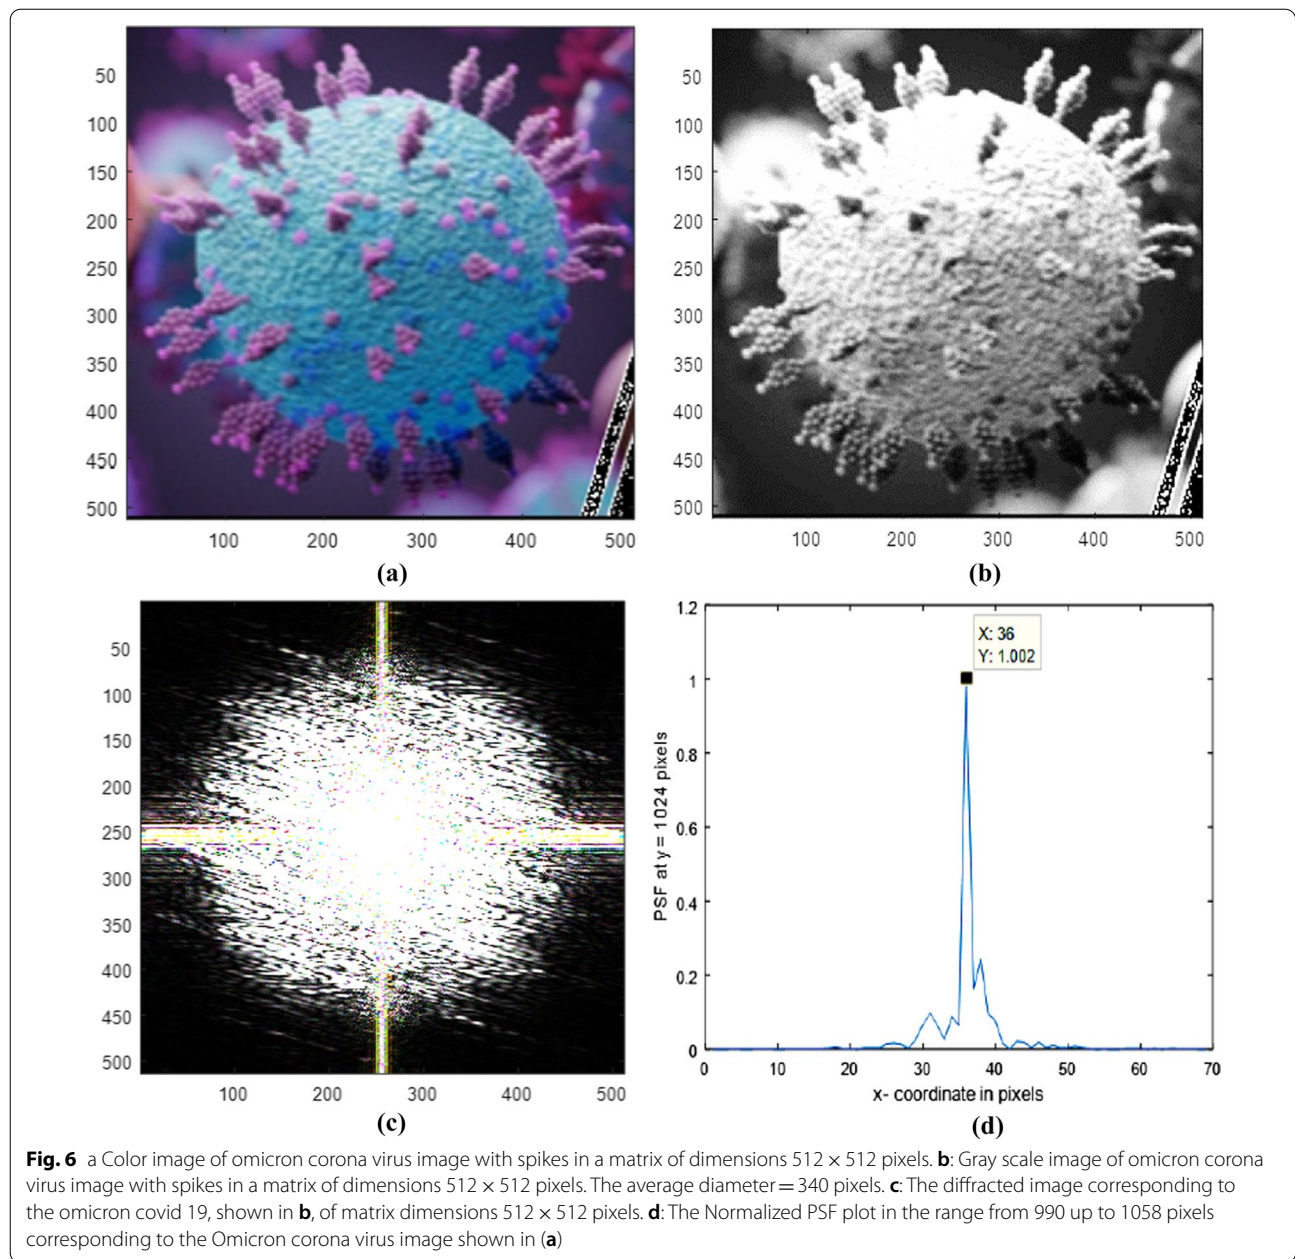 50
100
150
200
250
300
350
400
450
500
100 200 300 400 500
(a)
50
100
150
200
250
300
350
400
450
500
100 200 300 400 500
(b)
50
100
150
200
250
300
350
400
450
500
100 200 300 400 500
(c)
1.2
1
0.8
0.6
0.4
0.2
0
PSF at y = 1024 pixels
X: 36
Y: 1.002
0 10 20 30 40 50 60 70
x- coordinate in pixels
(d)
Fig. 6 a Color image of omicron corona virus image with spikes in a matrix of dimensions 512 × 512 pixels. b: Gray scale image of omicron corona
virus image with spikes in a matrix of dimensions 512 × 512 pixels. The average diameter = 340 pixels. c: The diffracted image corresponding to
the omicron covid 19, shown in b, of matrix dimensions 512 × 512 pixels. d: The Normalized PSF plot in the range from 990 up to 1058 pixels
corresponding to the Omicron corona virus image shown in (a)